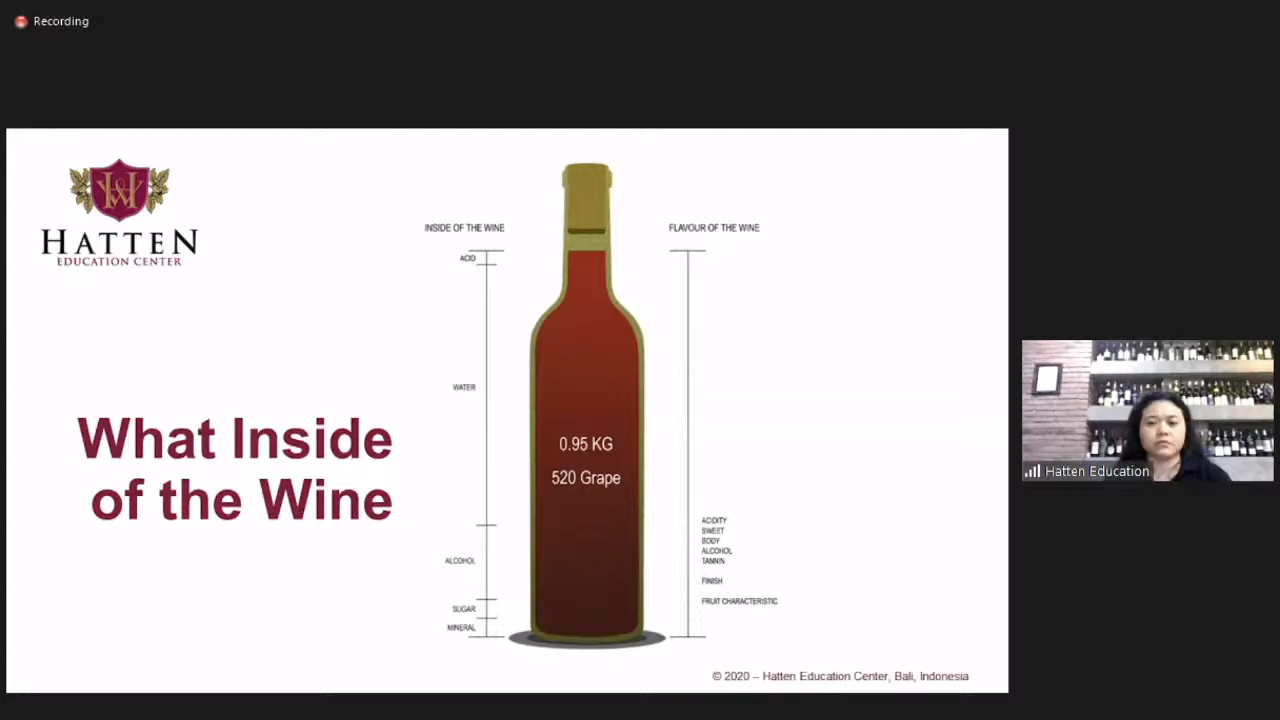 Recording
HATTEN
EDUCATION CENTER
What Inside
of the Wine
INSIDE OF THE WINE
ACID
WATER
ALCOHOL
SUGAR
MINERAL
0.95 KG
520 Grape
FLAVOUR OF THE WINE
ACIDITY
SWEET
BODY
ALCOHOL
TANNIN
FINISH
FRUIT CHARACTERISTIC
© 2020 – Hatten Education Center, Bali, Indonesia
Hatten Education